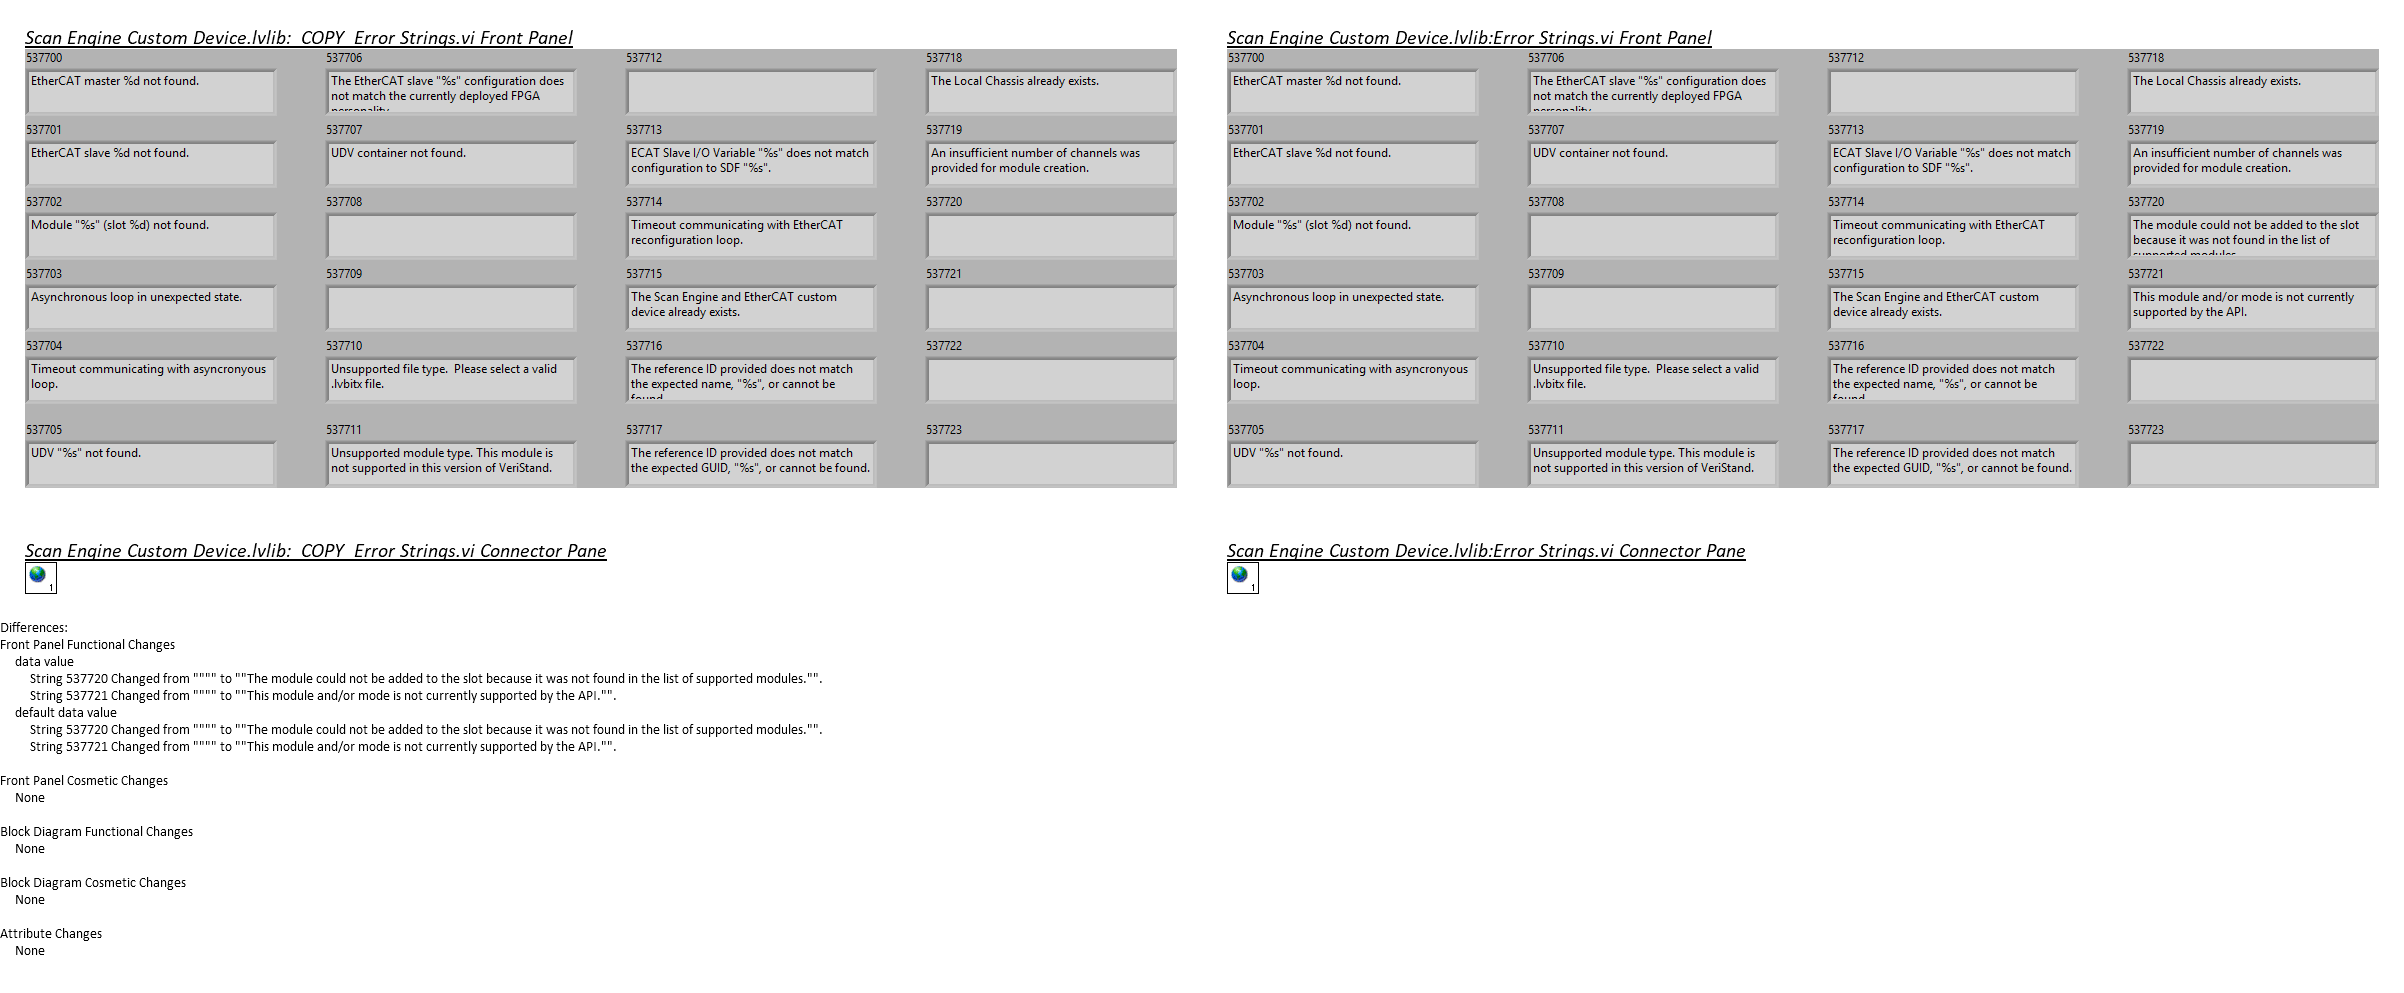 Scan Engine Custom Device.lvlib:_COPY_Error Strings.vi Front Panel
537700
EtherCAT master %d not found.
537706
The EtherCAT slave "%s" configuration does
not match the currently deployed FPGA
personality.
537712
537718
The Local Chassis already exists.
537701
EtherCAT slave %d not found.
537707
UDV container not found.
537713
ECAT Slave I/O Variable "%s" does not match
configuration to SDF "%s".
537719
An insufficient number of channels was
provided for module creation.
537702
Module "%s" (slot %d) not found.
537708
537714
Timeout communicating with EtherCAT
reconfiguration loop.
537720
537703
Asynchronous loop in unexpected state.
537709
537715
The Scan Engine and EtherCAT custom
device already exists.
537721
537704
Timeout communicating with asyncronyous
loop.
537710
Unsupported file type.  Please select a valid
.lvbitx file.
537716
The reference ID provided does not match
the expected name, "%s", or cannot be
found.
537722
537705
UDV "%s" not found.
537711
Unsupported module type. This module is
not supported in this version of VeriStand.
537717
The reference ID provided does not match
the expected GUID, "%s", or cannot be found.
537723
Scan Engine Custom Device.lvlib:Error Strings.vi Front Panel
537700
EtherCAT master %d not found.
537706
The EtherCAT slave "%s" configuration does
not match the currently deployed FPGA
personality.
537712
537718
The Local Chassis already exists.
537701
EtherCAT slave %d not found.
537707
UDV container not found.
537713
ECAT Slave I/O Variable "%s" does not match
configuration to SDF "%s".
537719
An insufficient number of channels was
provided for module creation.
537702
Module "%s" (slot %d) not found.
537708
537714
Timeout communicating with EtherCAT
reconfiguration loop.
537720
The module could not be added to the slot
because it was not found in the list of
supported modules.
537703
Asynchronous loop in unexpected state.
537709
537715
The Scan Engine and EtherCAT custom
device already exists.
537721
This module and/or mode is not currently
supported by the API.
537704
Timeout communicating with asyncronyous
loop.
537710
Unsupported file type.  Please select a valid
.lvbitx file.
537716
The reference ID provided does not match
the expected name, "%s", or cannot be
found.
537722
537705
UDV "%s" not found.
537711
Unsupported module type. This module is
not supported in this version of VeriStand.
537717
The reference ID provided does not match
the expected GUID, "%s", or cannot be found.
537723
Scan Engine Custom Device.lvlib:_COPY_Error Strings.vi Connector Pane
1
Scan Engine Custom Device.lvlib:Error Strings.vi Connector Pane
1
Differences:
Front Panel Functional Changes
data value
String 537720 Changed from """" to ""The module could not be added to the slot because it was not found in the list of supported modules."".
String 537721 Changed from """" to ""This module and/or mode is not currently supported by the API."".
default data value
String 537720 Changed from """" to ""The module could not be added to the slot because it was not found in the list of supported modules."".
String 537721 Changed from """" to ""This module and/or mode is not currently supported by the API."".
Front Panel Cosmetic Changes
None
Block Diagram Functional Changes
None
Block Diagram Cosmetic Changes
None
Attribute Changes
None